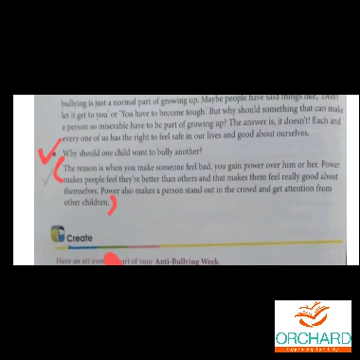 bullying is just a normal part of growing up. Maybe people have said things like, 'Don't
let it get to you' or 'You have to become tough.' But why should something that can make
a person so miserable have to be part of growing up? The answer is, it doesn't! Each and
every one of us has the right to feel safe in our lives and good about ourselves.
Why should one child want to bully another!
The reason is when you make someone feel bad, you gain power over him or her. Power
makes people feel they're better than others and that makes them feel really good about
themselves. Power also makes a person stand out in the crowd and get attention from
other children.
Create
Have an art event part of your Anti-Bullying Week.
ORCHARD